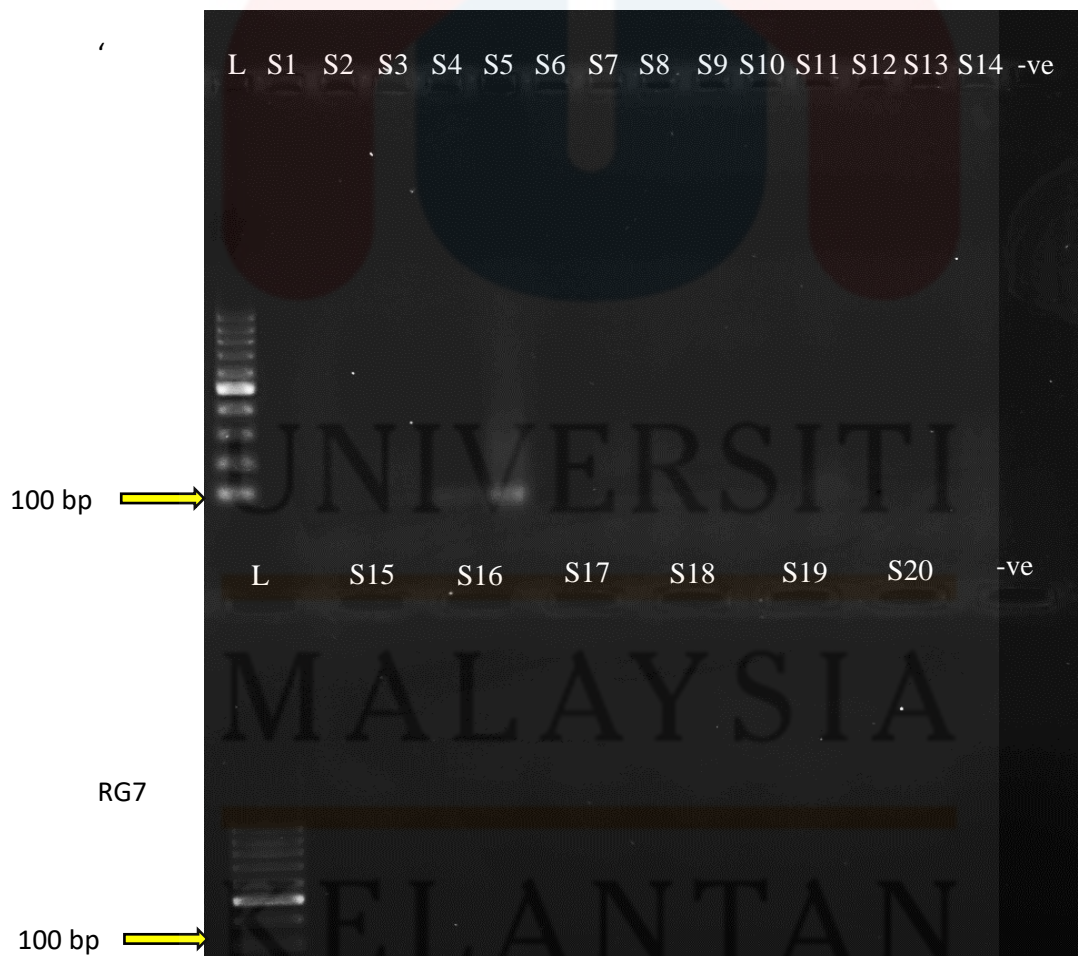 ‘
L S1 S2 S3 S4 S5 S6 S7 S8 S9 S10 S11 S12 S13 S14 -ve
UNIVERSITI
100 bp
L S15 S16 S17 S18 S19 S20 -ve
MALAYSIA
RG7
KELANTAN
100 bp